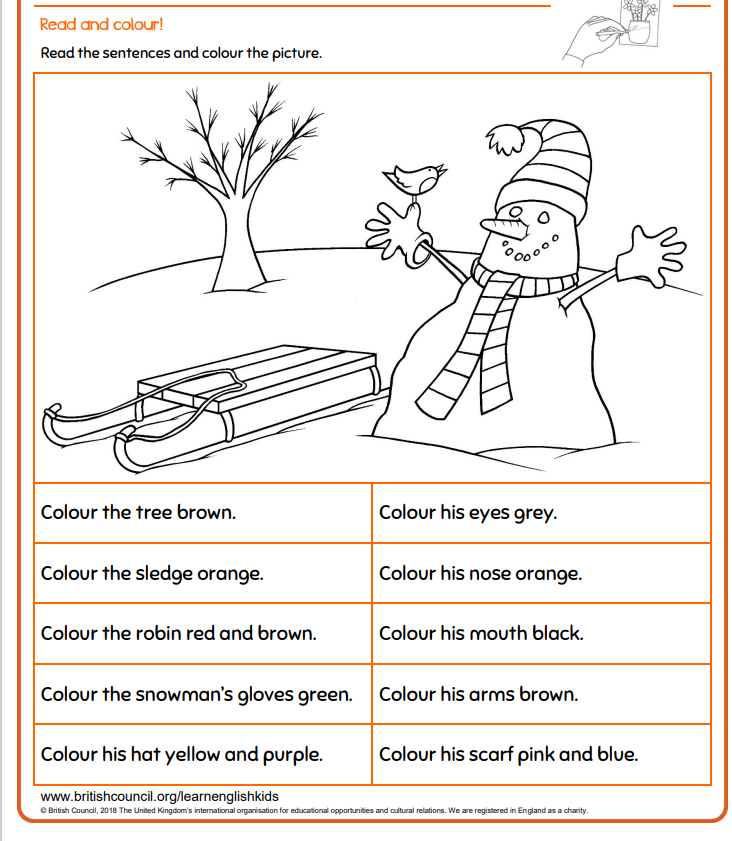 Read and colour!
Read the sentences and colour the picture.
Colour the tree brown.
Colour his eyes grey.
Colour the sledge orange.
Colour his nose orange.
Colour the robin red and brown.
Colour his mouth black.
Colour the snowman's gloves green.
Colour his arms brown.
Colour his hat yellow and purple.
Colour his scarf pink and blue.
www.britishcouncil.org/learnenglishkids
© British Council, 2018 The United Kingdom's international organisation for educational opportunities and cultural relations. We are registered in England as a charity.